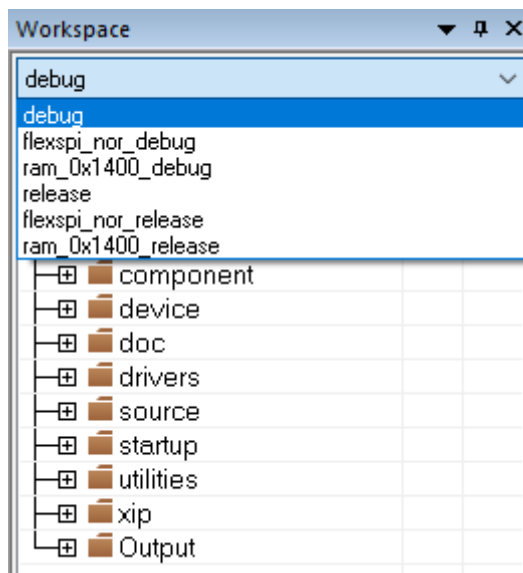 Workspace
debug
debug
flexspi_nor_debug
ram_0x1400_debug
release
flexspi_nor_release
ram_0x1400_release
component
device
doc
drivers
source
startup
utilities
xip
Output